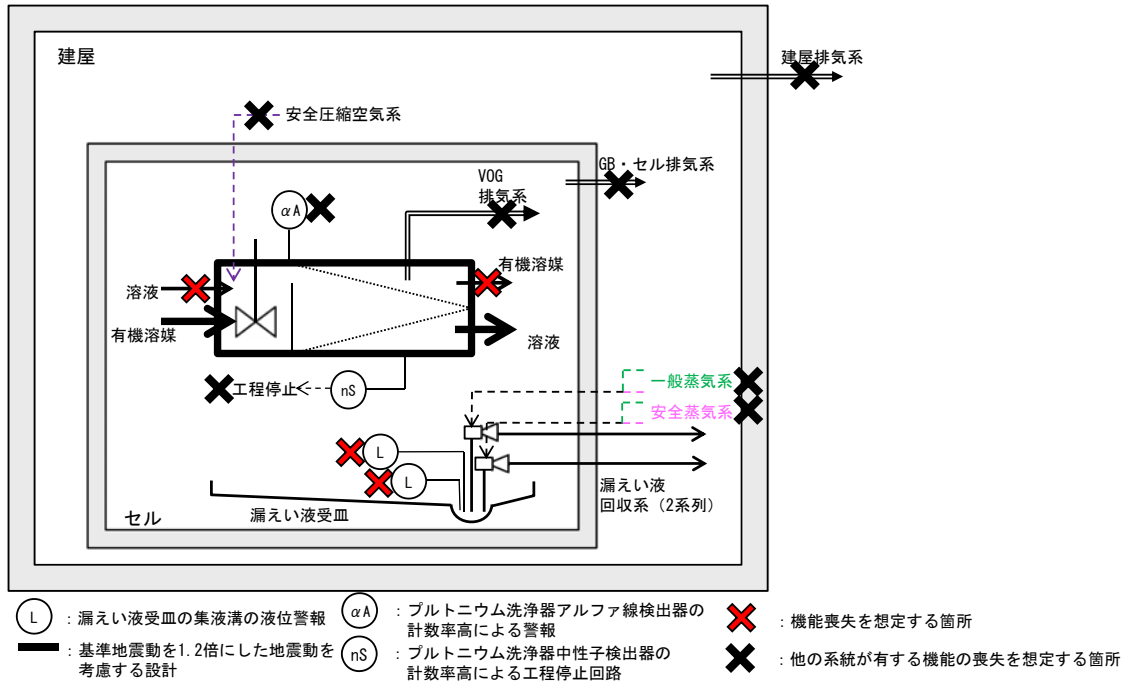 建屋
建屋排気系
安全圧縮空気系
GB・セル排気系
VOG
排気系
αA
有機溶媒
溶液
有機溶媒
溶液
工程停止
nS
一般蒸気系
安全蒸気系
L
L
漏えい液
回収系（2系列）
漏えい液受皿
セル
L
：漏えい液受皿の集液溝の液位警報
：基準地震動を1.2倍にした地震動を
考慮する設計
αA
：プルトニウム洗浄器アルファ線検出器の
計数率高による警報
nS
：プルトニウム洗浄器中性子検出器の
計数率高による工程停止回路
：機能喪失を想定する箇所
：他の系統が有する機能の喪失を想定する箇所